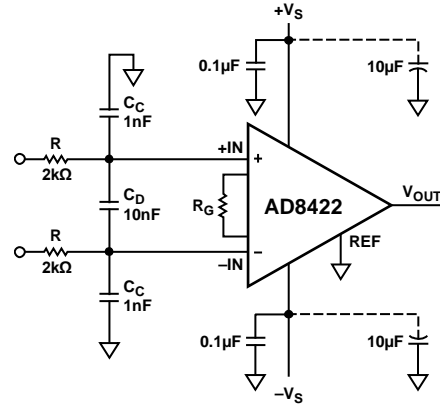 +VS
0.1µF
10µF
CC
1nF
R
2kΩ
+IN
+
CD
10nF
RG
AD8422
VOUT
R
2kΩ
−IN
−
REF
CC
1nF
0.1µF
10µF
−VS